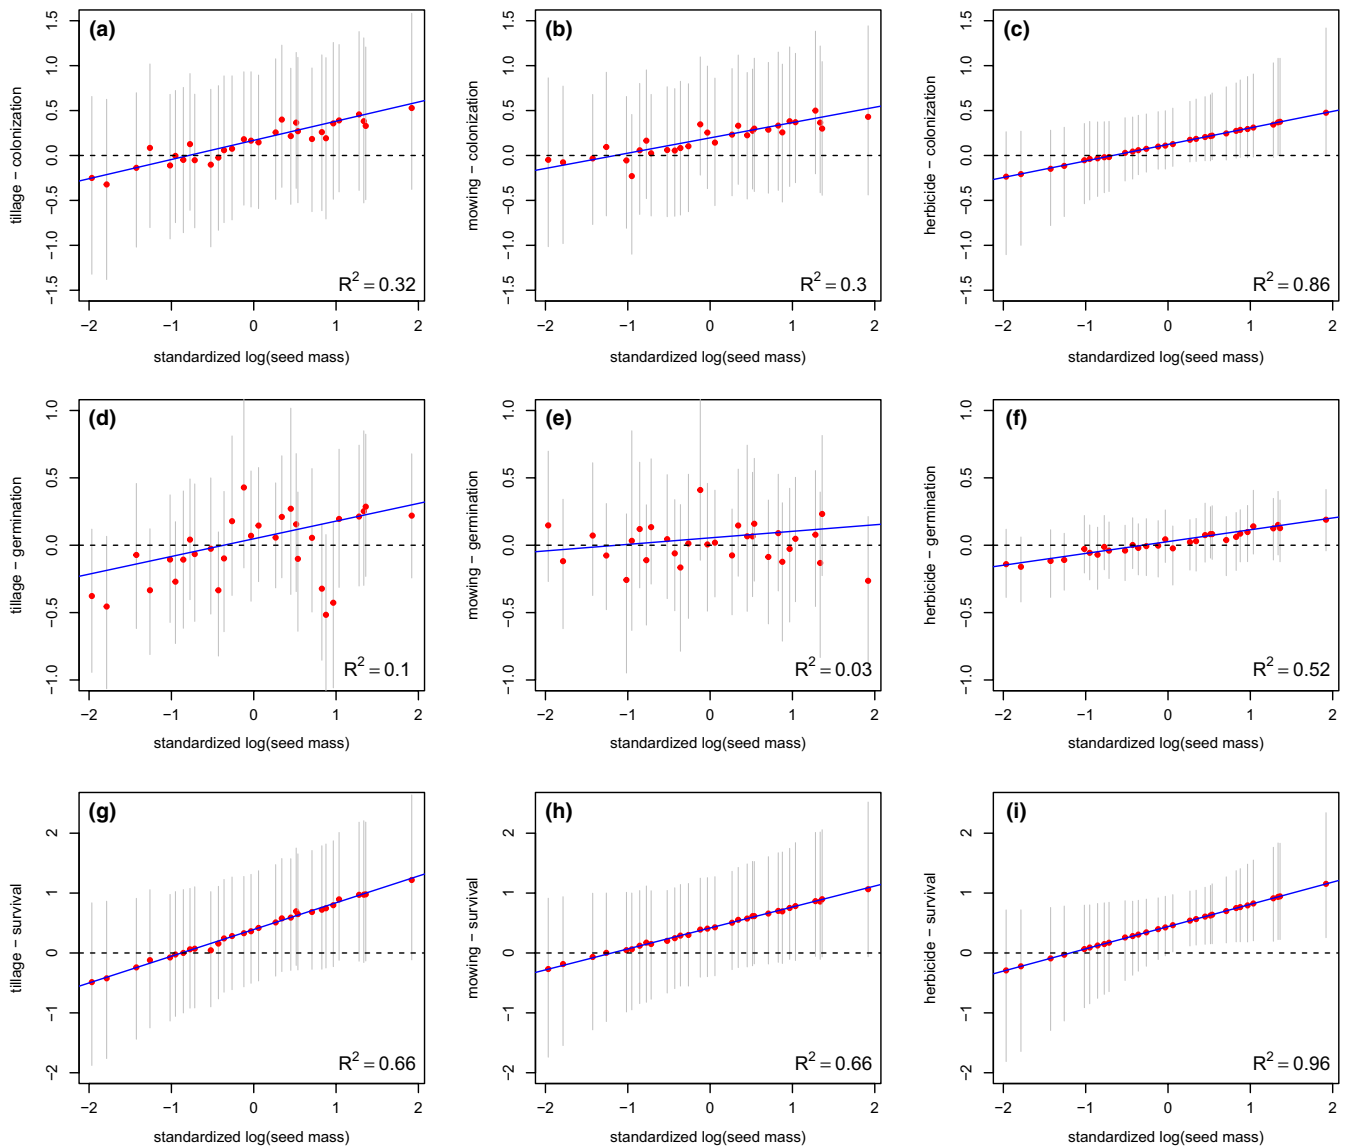 (a)
tillage − colonization
1.5
1.0
0.5
0.0
−0.5
−1.0
−1.5
R² = 0.32
−2 −1 0 1 2
standardized log(seed mass)
(b)
mowing − colonization
1.5
1.0
0.5
0.0
−0.5
−1.0
−1.5
R² = 0.3
−2 −1 0 1 2
standardized log(seed mass)
(c)
herbicide − colonization
1.5
1.0
0.5
0.0
−0.5
−1.0
−1.5
R² = 0.86
−2 −1 0 1 2
standardized log(seed mass)
(d)
tillage − germination
1.0
0.5
0.0
−0.5
−1.0
R² = 0.1
−2 −1 0 1 2
standardized log(seed mass)
(e)
mowing − germination
1.0
0.5
0.0
−0.5
−1.0
R² = 0.03
−2 −1 0 1 2
standardized log(seed mass)
(f)
herbicide − germination
1.0
0.5
0.0
−0.5
−1.0
R² = 0.52
−2 −1 0 1 2
standardized log(seed mass)
(g)
tillage − survival
2
1
0
−1
−2
R² = 0.66
−2 −1 0 1 2
standardized log(seed mass)
(h)
mowing − survival
2
1
0
−1
−2
R² = 0.66
−2 −1 0 1 2
standardized log(seed mass)
(i)
herbicide − survival
2
1
0
−1
−2
R² = 0.96
−2 −1 0 1 2
standardized log(seed mass)